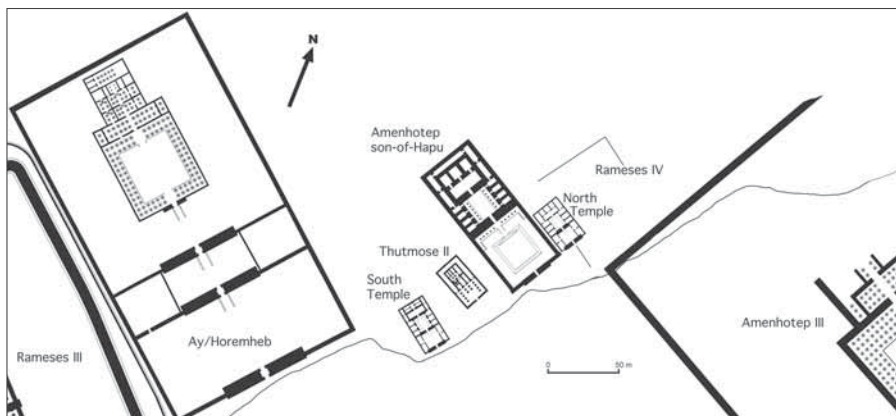 N
Amenhotep
son-of-Hapu
Rameses IV
North
Temple
Thutmose II
South
Temple
Ay/Horemheb
Rameses III
Amenhotep III
0 50 m